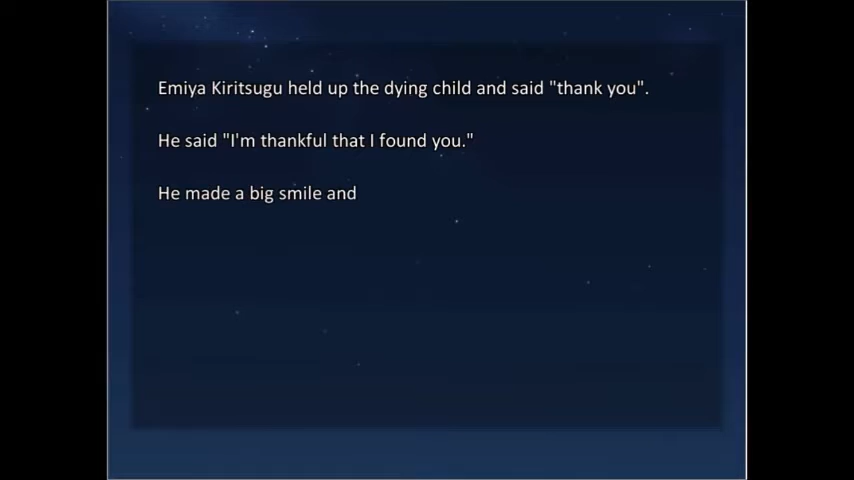 Emiya Kiritsugu held up the dying child and said "thank you".
He said "I'm thankful that I found you."
He made a big smile and